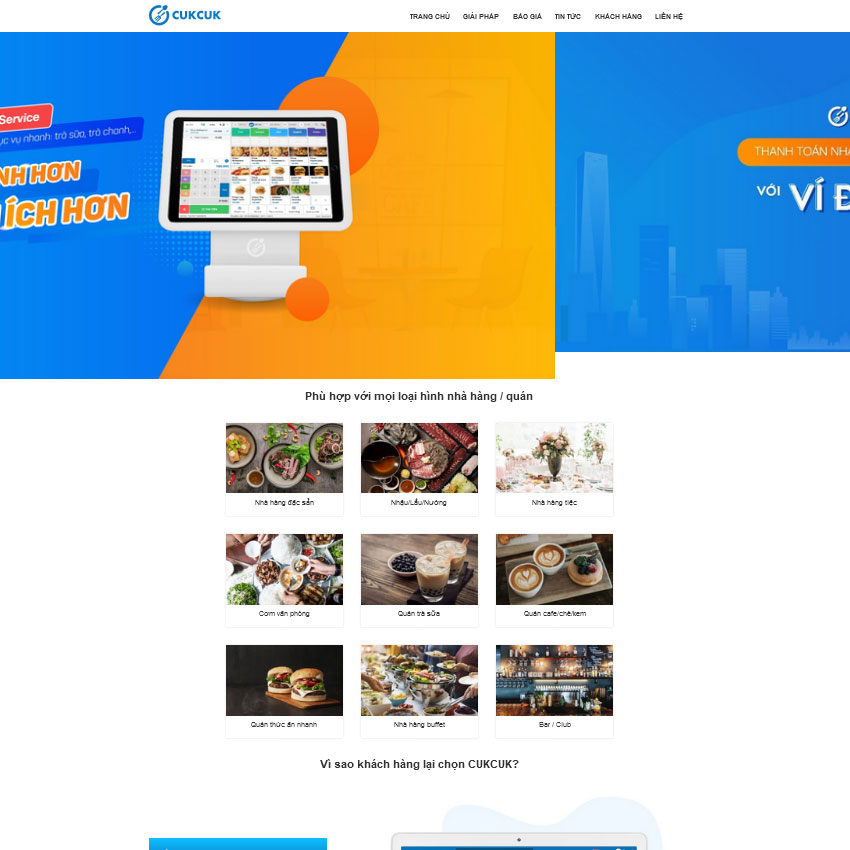 CUKCUK
TRANG CHỦ GIẢI PHÁP BÁO GIÁ TIN TỨC KHÁCH HÀNG LIÊN HỆ
Service
ục vụ nhanh: trà sữa, trà chanh,...
NH HƠN
ÍCH HƠN
THANH TOÁN NHA
VỚI VÍ Đ
Phù hợp với mọi loại hình nhà hàng / quán
Nhà hàng đặc sản
Nhậu/Lẩu/Nướng
Nhà hàng tiệc
Cơm văn phòng
Quán trà sữa
Quán cafe/chè/kem
Quán thức ăn nhanh
Nhà hàng buffet
Bar / Club
Vì sao khách hàng lại chọn CUKCUK?